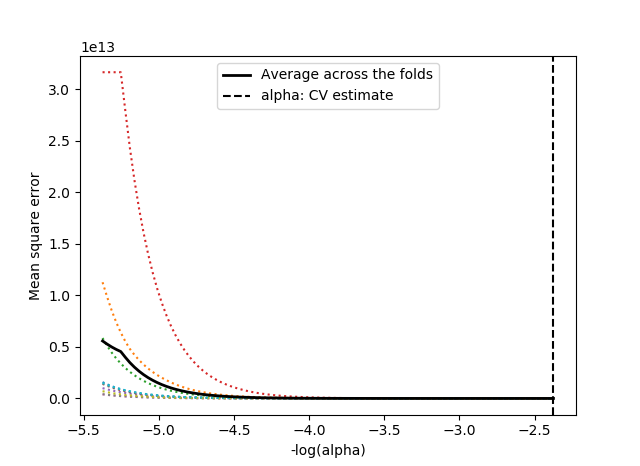 1e13
Average across the folds
alpha: CV estimate
3.0
2.5
2.0
1.5
1.0
0.5
0.0
Mean square error
−5.5
−5.0
−4.5
−4.0
−3.5
−3.0
−2.5
-log(alpha)